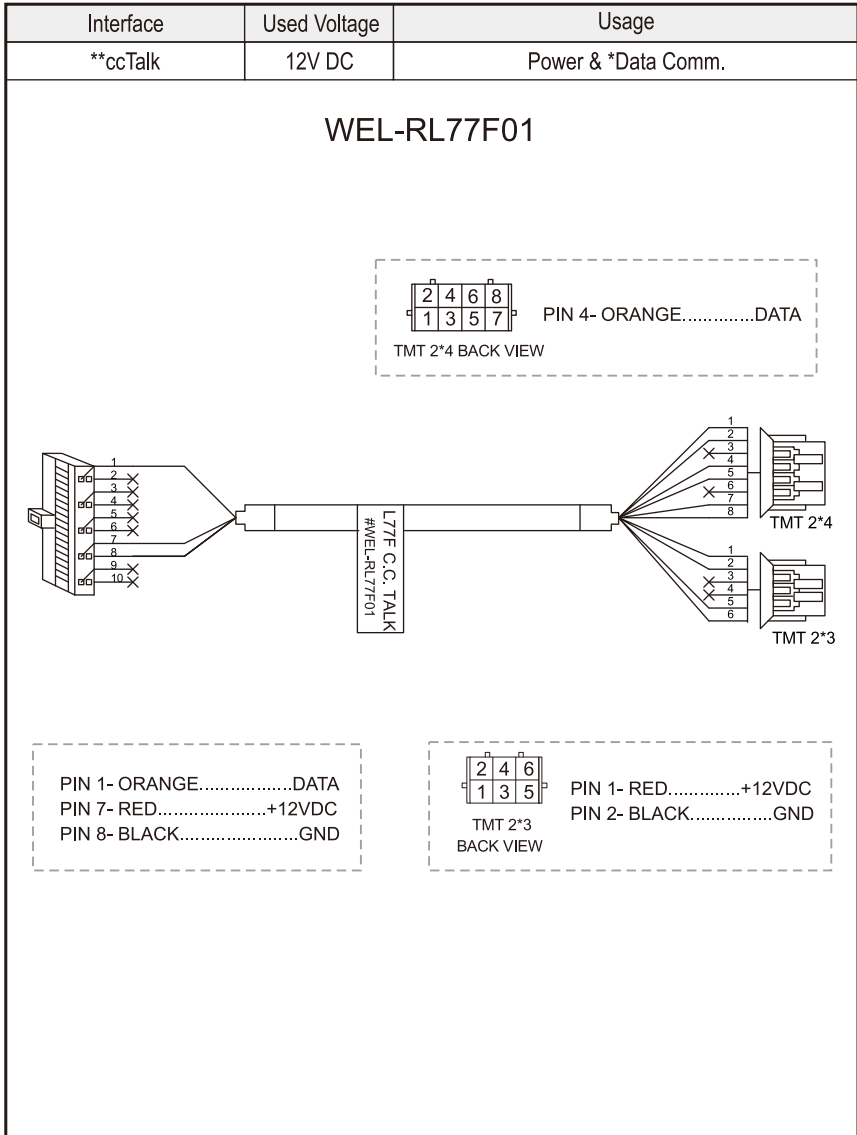 Interface Used Voltage Usage
**ccTalk 12V DC Power & *Data Comm.
WEL-RL77F01
2 4 6 8
1 3 5 7
TMT 2*4 BACK VIEW
PIN 4- ORANGE.............DATA
1
2
3
4
5
6
7
8
9
10
L77F C.C. TALK
#WEL-RL77F01
1
2
3
4
5
6
7
8
TMT 2*4
1
2
3
4
5
6
TMT 2*3
PIN 1- ORANGE.................DATA
PIN 7- RED.....................+12VDC
PIN 8- BLACK......................GND
2 4 6
1 3 5
TMT 2*3
BACK VIEW
PIN 1- RED.............+12VDC
PIN 2- BLACK...............GND